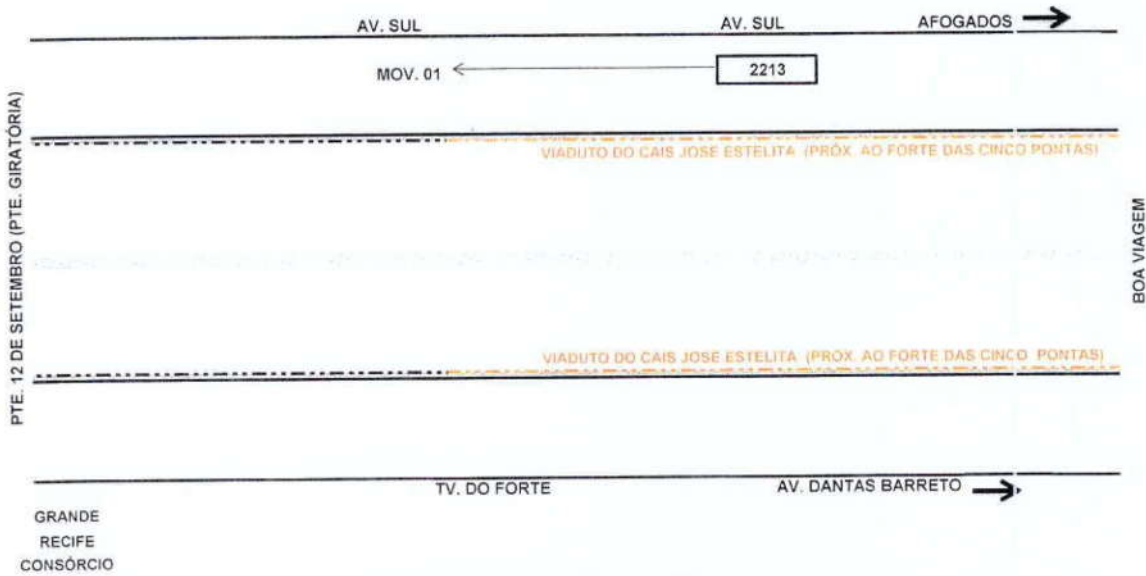 AV. SUL AV. SUL AFOGADOS
MOV. 01 2213
PTE. 12 DE SETEMBRO (PTE. GIRATÓRIA)
VIADUTO DO CAIS JOSE ESTELITA (PRÓX. AO FORTE DAS CINCO PONTAS)
BOA VIAGEM
VIADUTO DO CAIS JOSE ESTELITA (PROX. AO FORTE DAS CINCO PONTAS)
TV. DO FORTE AV. DANTAS BARRETO
GRANDE
RECIFE
CONSÓRCIO